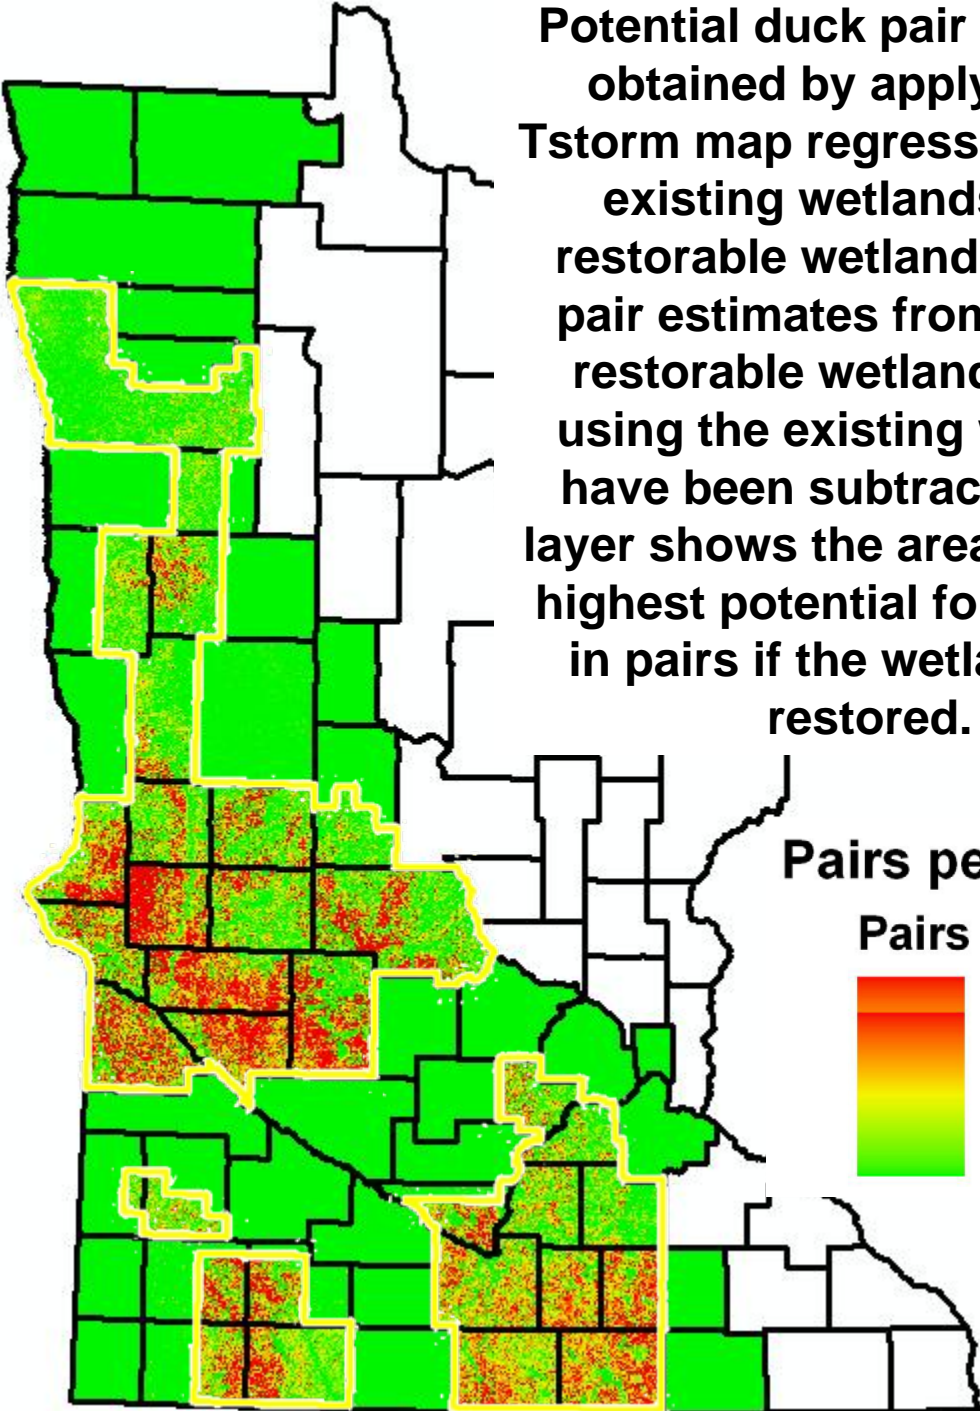 Potential duck pair
obtained by apply
Tstorm map regress
existing wetlands
restorable wetland
pair estimates from
restorable wetland
using the existing
have been subtrac
layer shows the area
highest potential fo
in pairs if the wetla
restored.
Pairs pe
Pairs